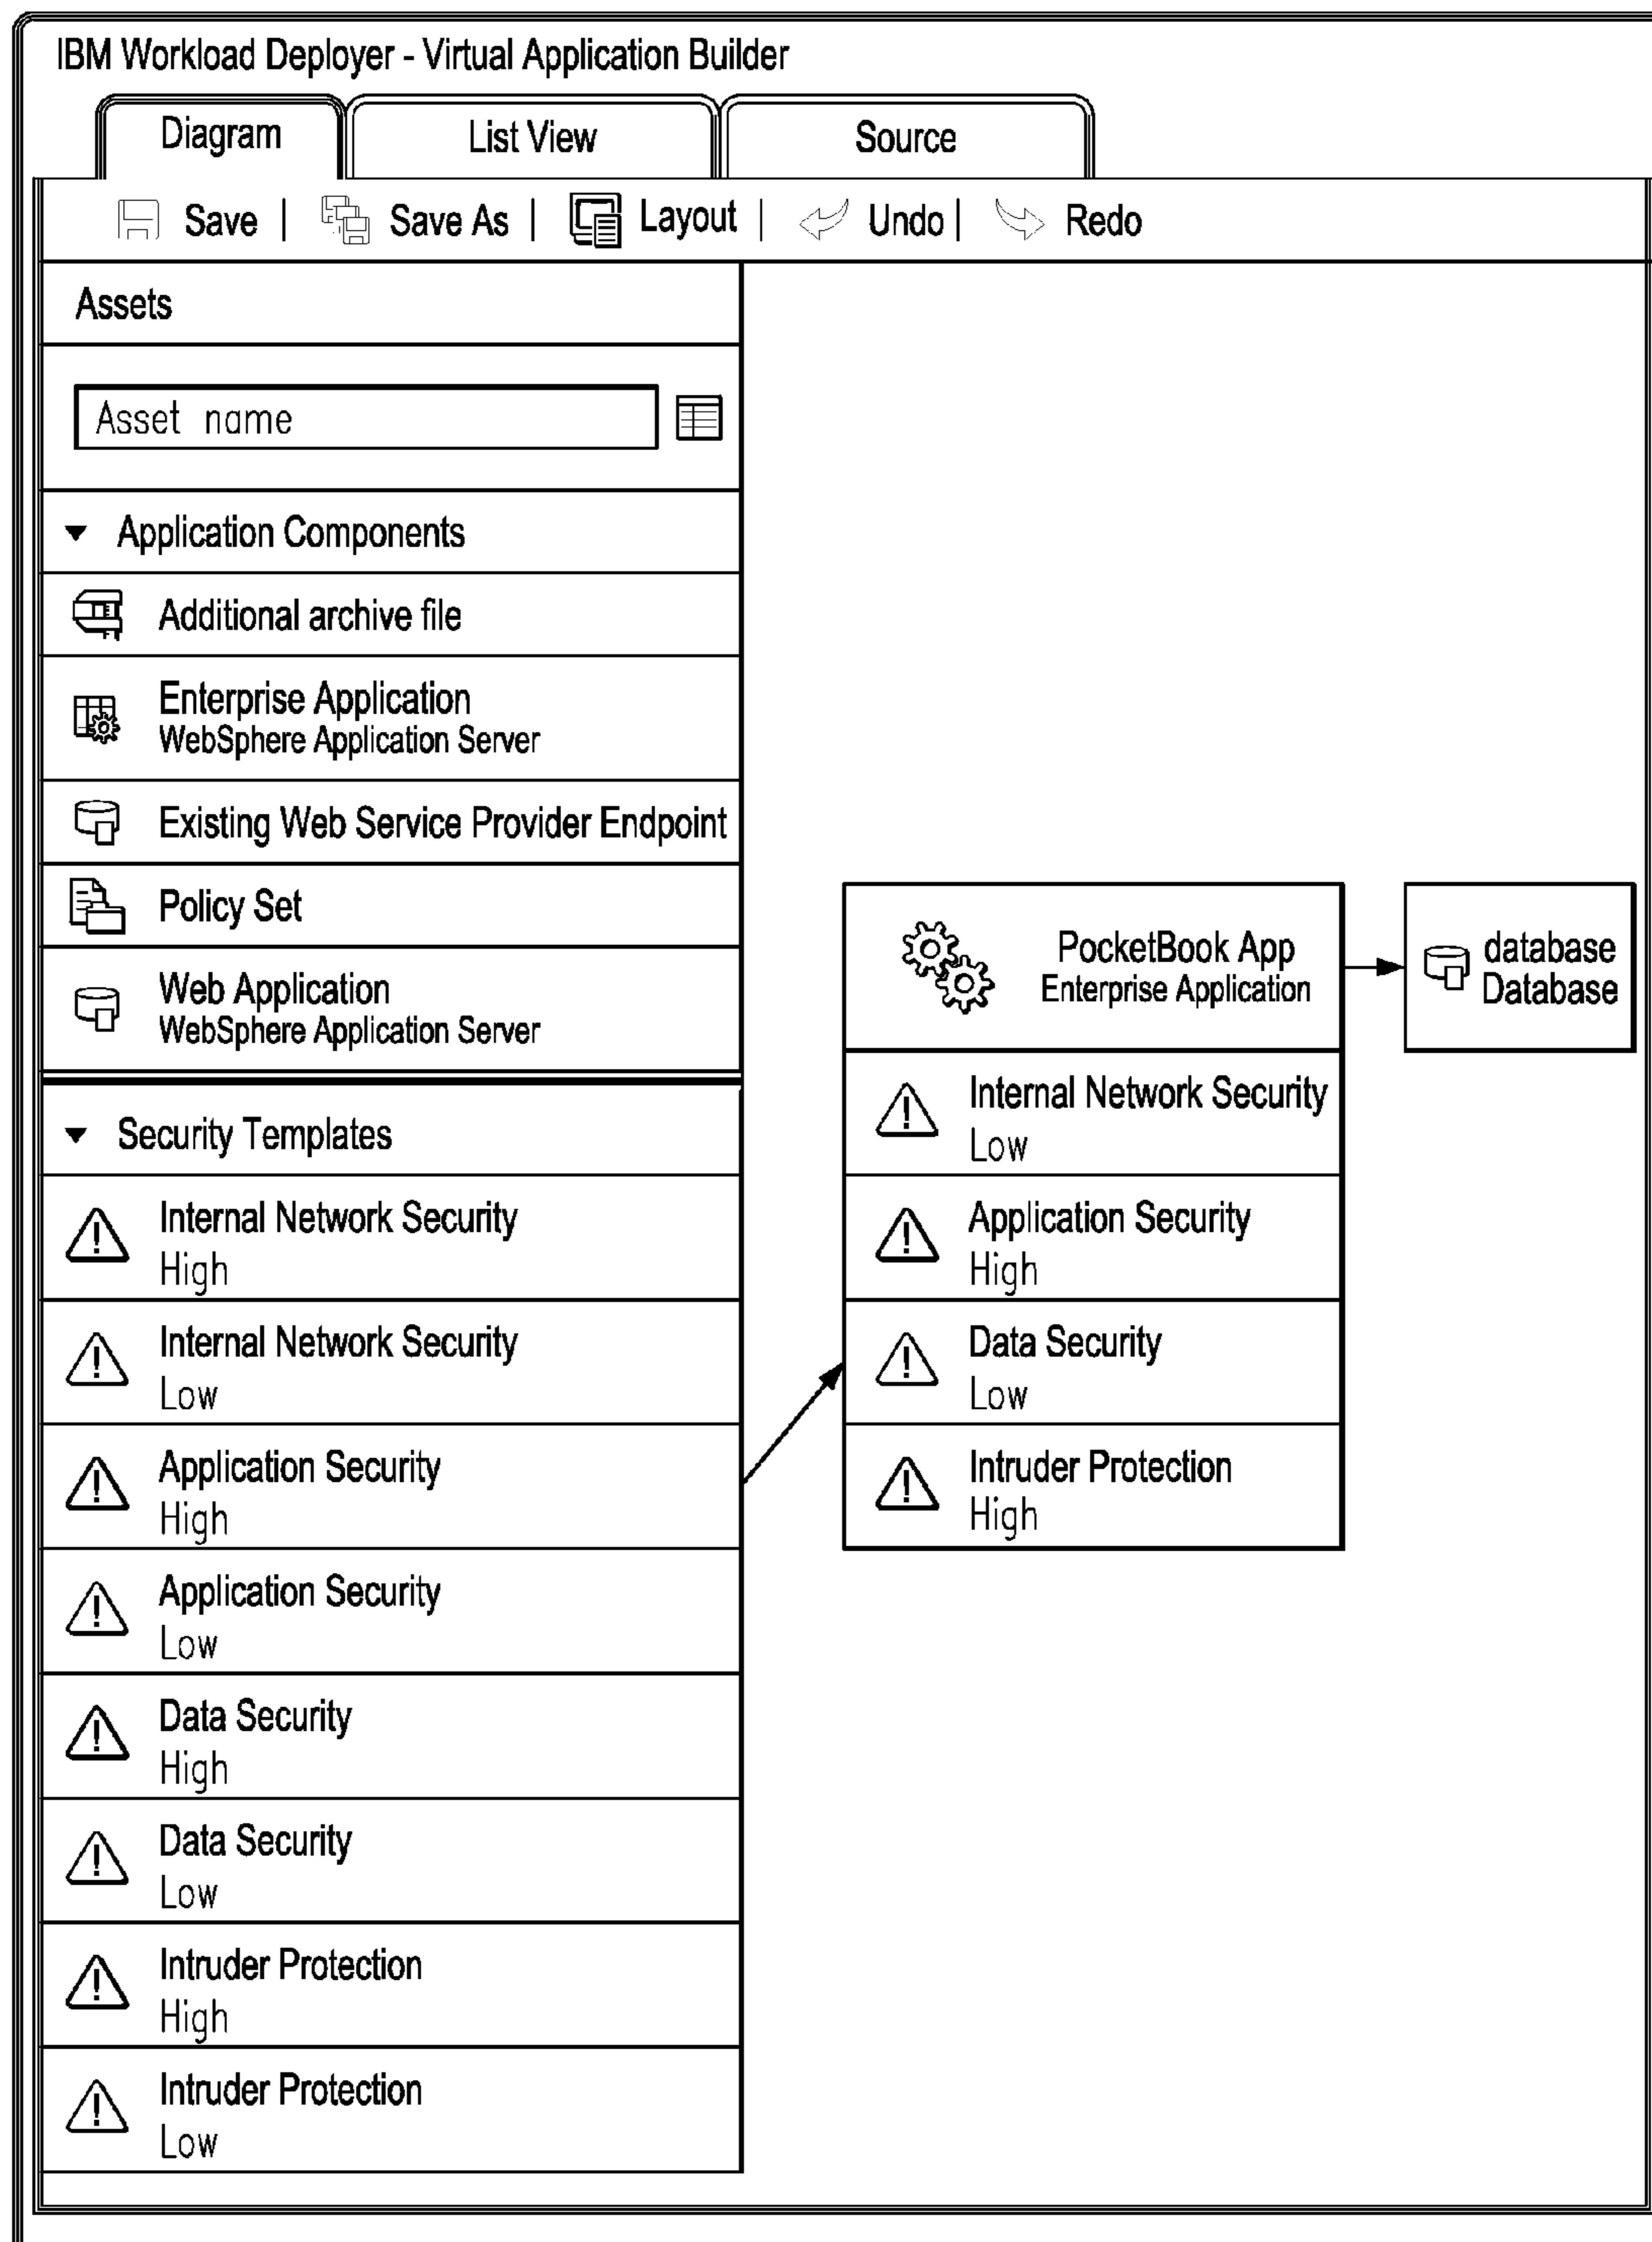 IBM Workload Deployer - Virtual Application Builder
Diagram
List View
Source
Save | Save As | Layout | Undo | Redo
Assets
Asset name
Application Components
Additional archive file
Enterprise Application
WebSphere Application Server
Existing Web Service Provider Endpoint
Policy Set
Web Application
WebSphere Application Server
Security Templates
Internal Network Security
High
Internal Network Security
Low
Application Security
High
Application Security
Low
Data Security
High
Data Security
Low
Intruder Protection
High
Intruder Protection
Low
PocketBook App
Enterprise Application
Internal Network Security
Low
Application Security
High
Data Security
Low
Intruder Protection
High
database
Database